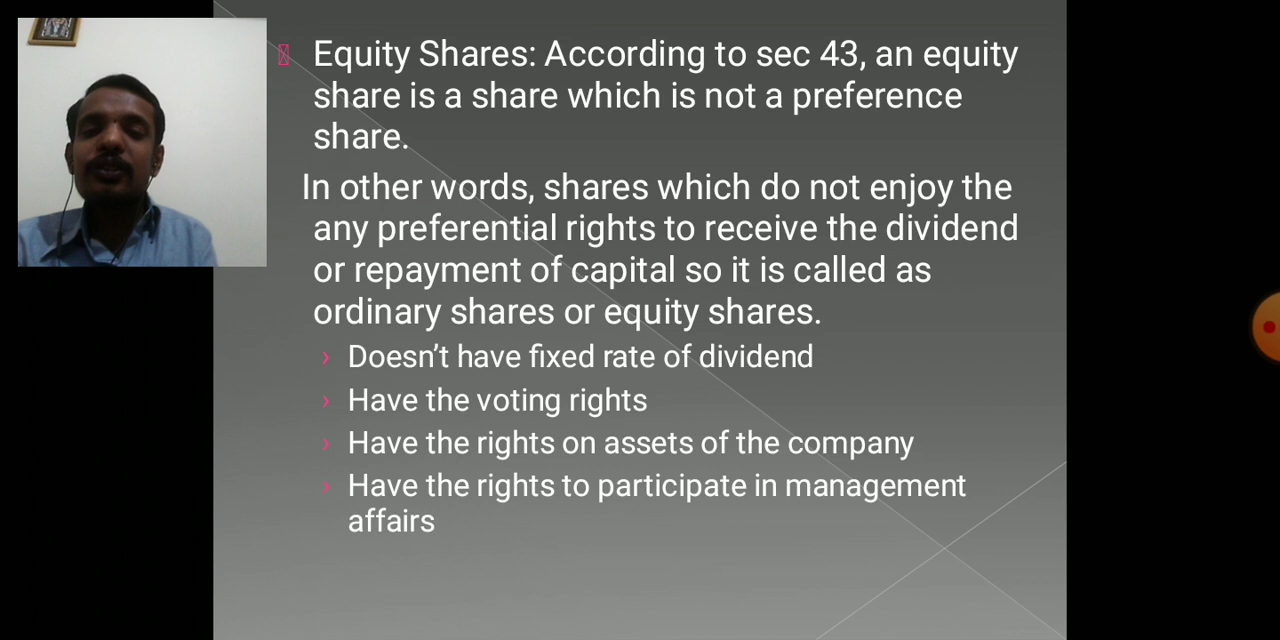 Equity Shares: According to sec 43, an equity
share is a share which is not a preference
share.
In other words, shares which do not enjoy the
any preferential rights to receive the dividend
or repayment of capital so it is called as
ordinary shares or equity shares.
› Doesn’t have fixed rate of dividend
› Have the voting rights
› Have the rights on assets of the company
› Have the rights to participate in management
affairs